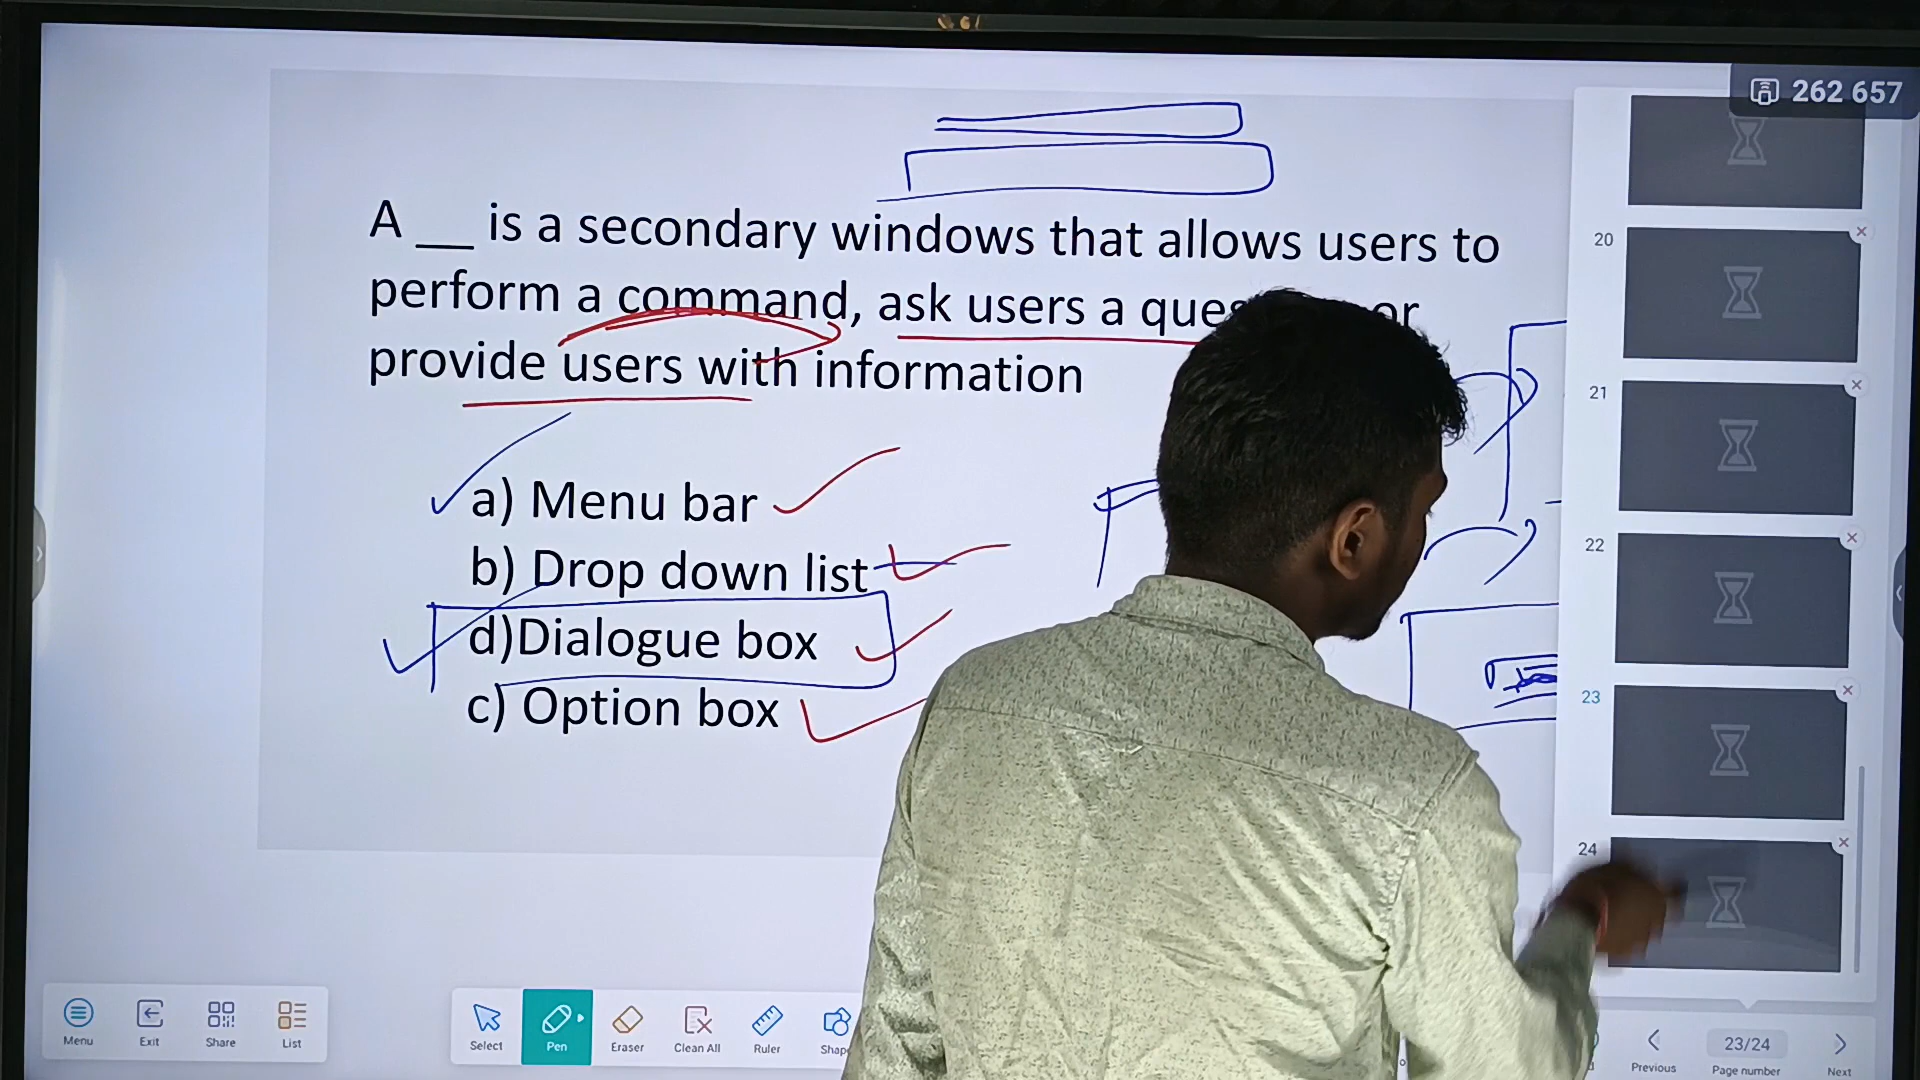 262 657
A __ is a secondary windows that allows users to
perform a command, ask users a or
provide users with information
a) Menu bar
b) Drop down list
d)Dialogue box
c) Option box
20
21
22
23
24
Menu
Exit
Share
List
Select
Pen
Eraser
Clean All
Ruler
Previous
23/24
Page number
Next